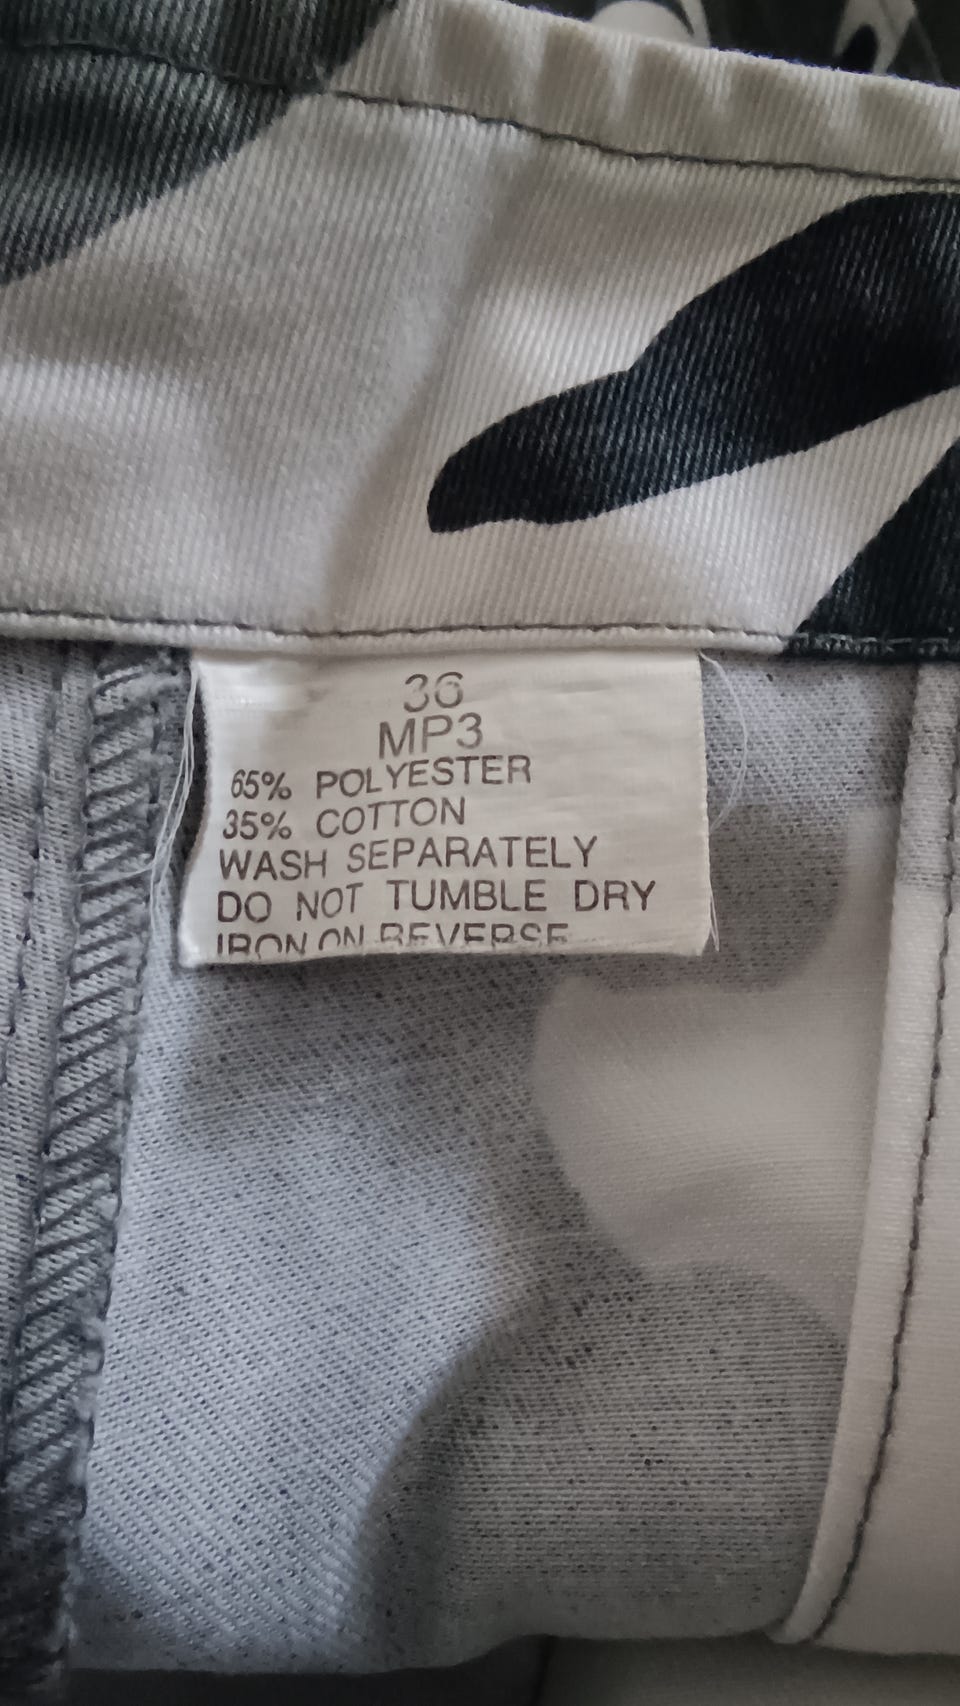 36
MP3
65% POLYESTER
35% COTTON
WASH SEPARATELY
DO NOT TUMBLE DRY
IRON ON REVERSE